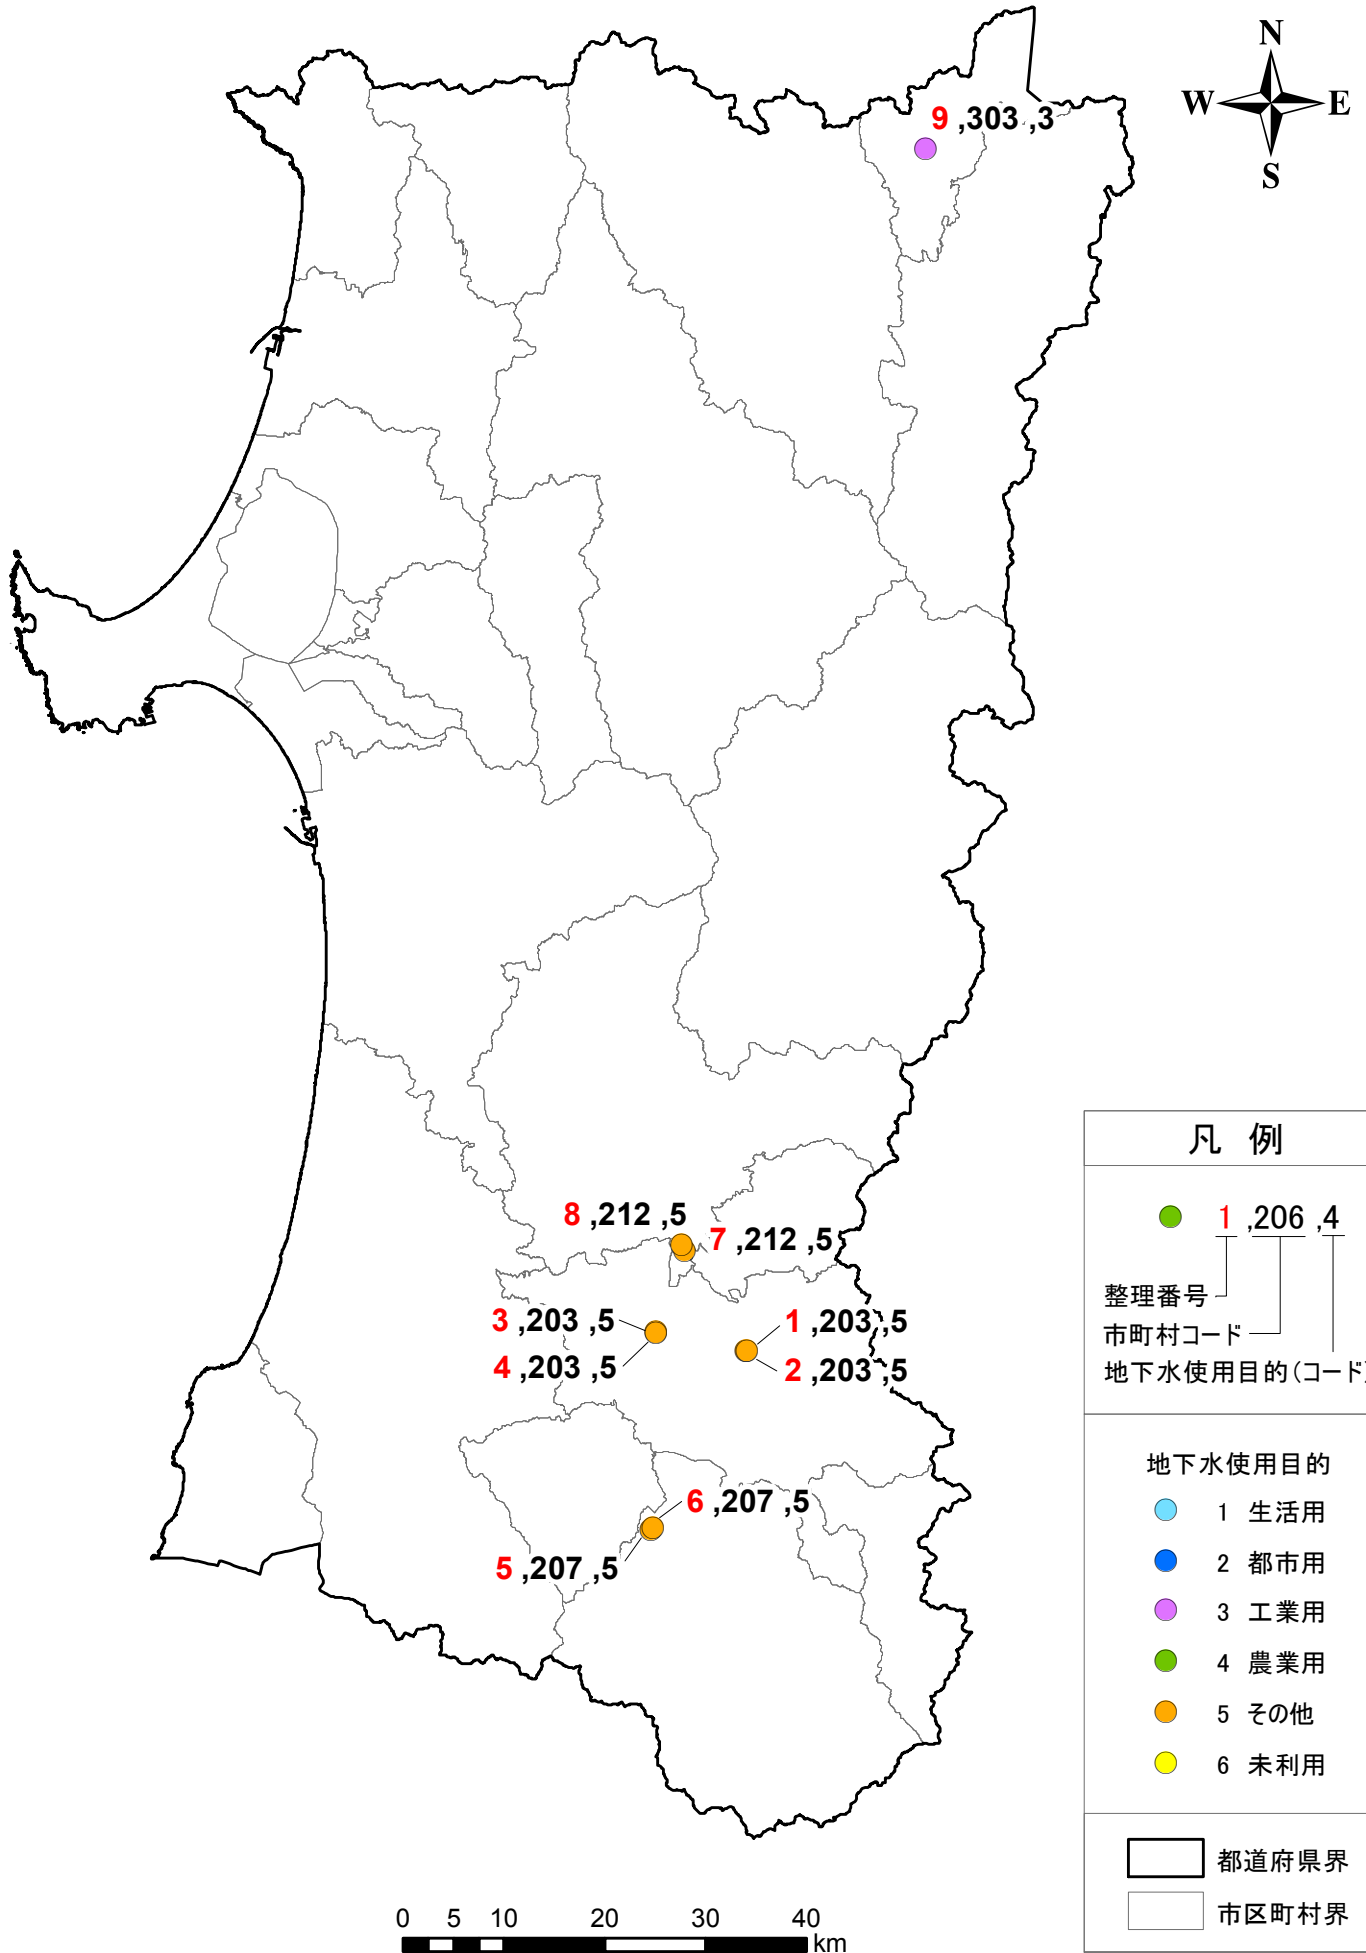 N
W E
S
9 ,303 ,3
8 ,212 ,5
7 ,212 ,5
3 ,203 ,5
1 ,203 ,5
4 ,203 ,5
2 ,203 ,5
6 ,207 ,5
5 ,207 ,5
凡 例
1 ,206 ,4
整理番号
市町村コード
地下水使用目的(コード)
地下水使用目的
1 生活用
2 都市用
3 工業用
4 農業用
5 その他
6 未利用
都道府県界
市区町村界
0 5 10 20 30 40
km